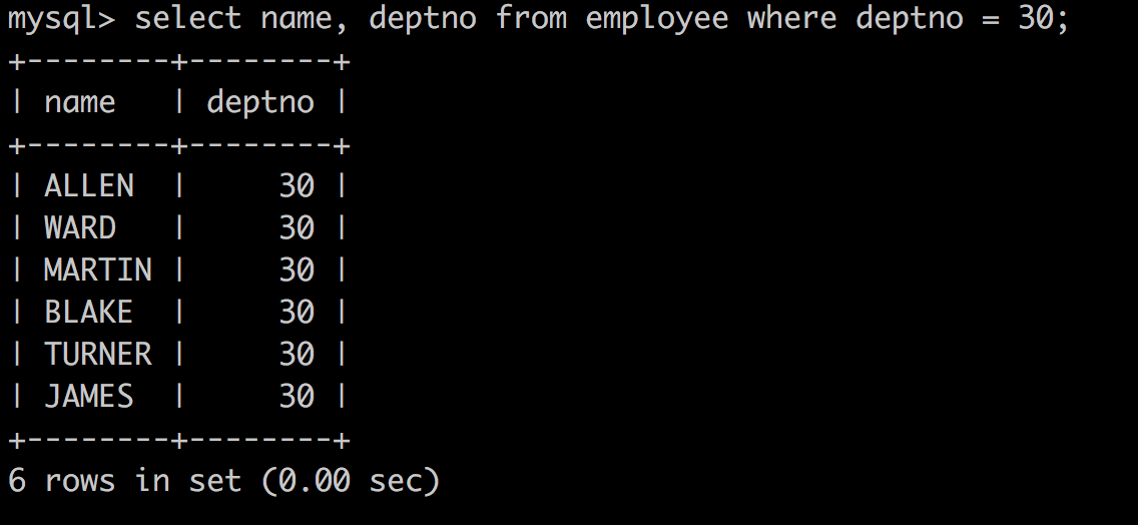 mysql> select name, deptno from employee where deptno = 30;
+--------+--------+
| name   | deptno |
+--------+--------+
| ALLEN  |     30 |
| WARD   |     30 |
| MARTIN |     30 |
| BLAKE  |     30 |
| TURNER |     30 |
| JAMES  |     30 |
+--------+--------+
6 rows in set (0.00 sec)